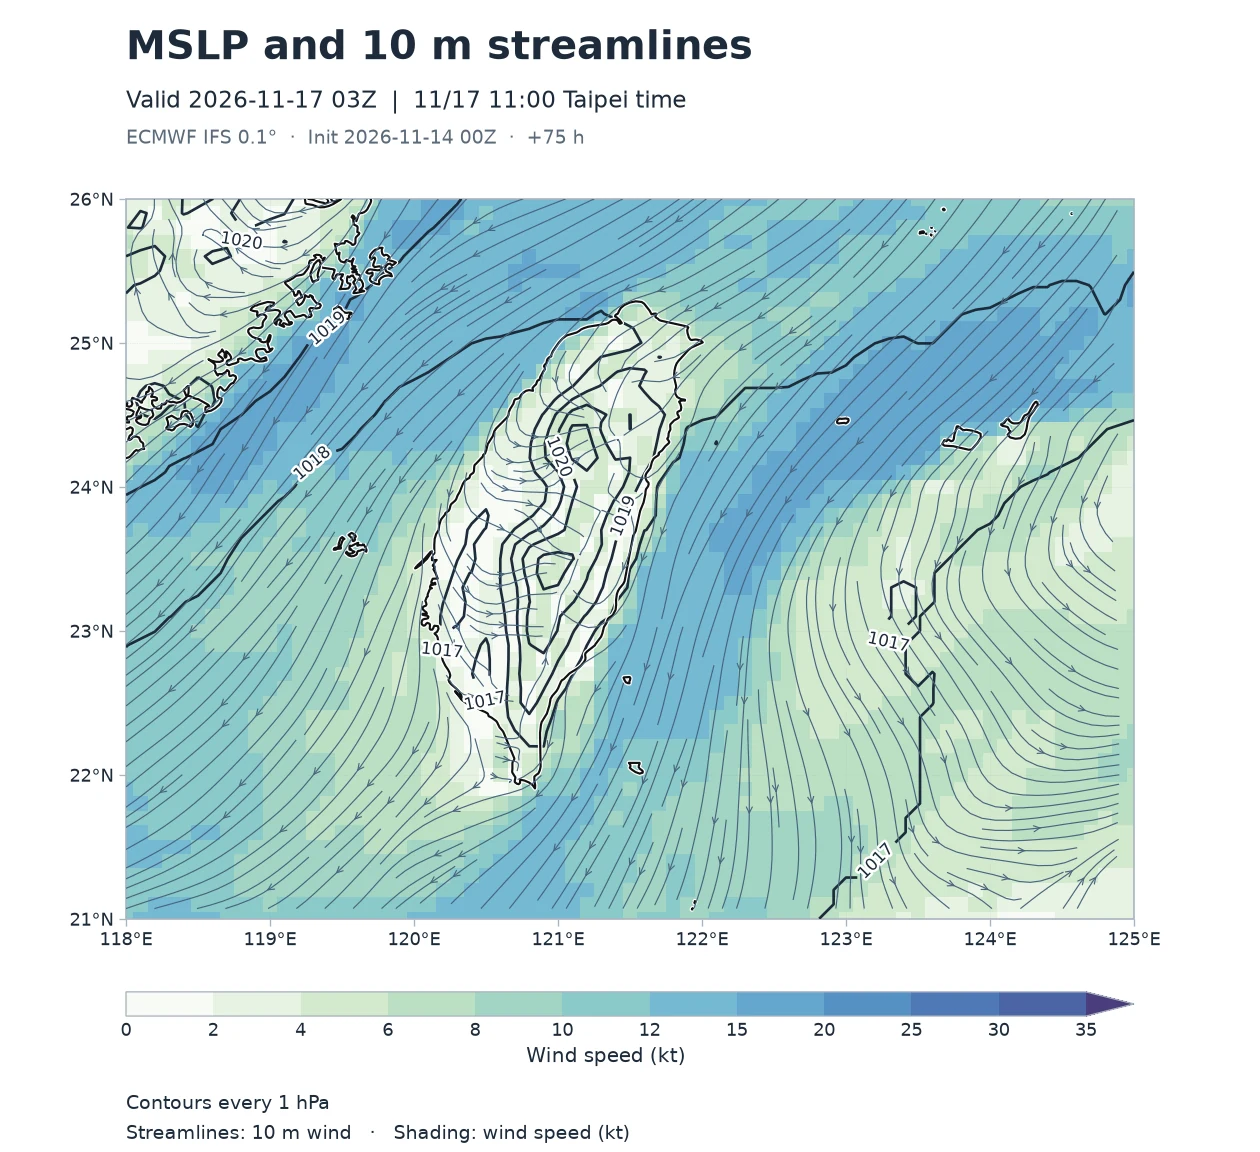 MSLP and 10 m streamlines
Valid 2026-11-17 03Z | 11/17 11:00 Taipei time
ECMWF IFS 0.1° · Init 2026-11-14 00Z · +75 h
26°N
1020
1019
25°N
1018
1020
24°N
1019
23°N
1017
1017
1017
22°N
1017
21°N
118°E 119°E 120°E 121°E 122°E 123°E 124°E 125°E
0 2 4 6 8 10 12 15 20 25 30 35
Wind speed (kt)
Contours every 1 hPa
Streamlines: 10 m wind · Shading: wind speed (kt)